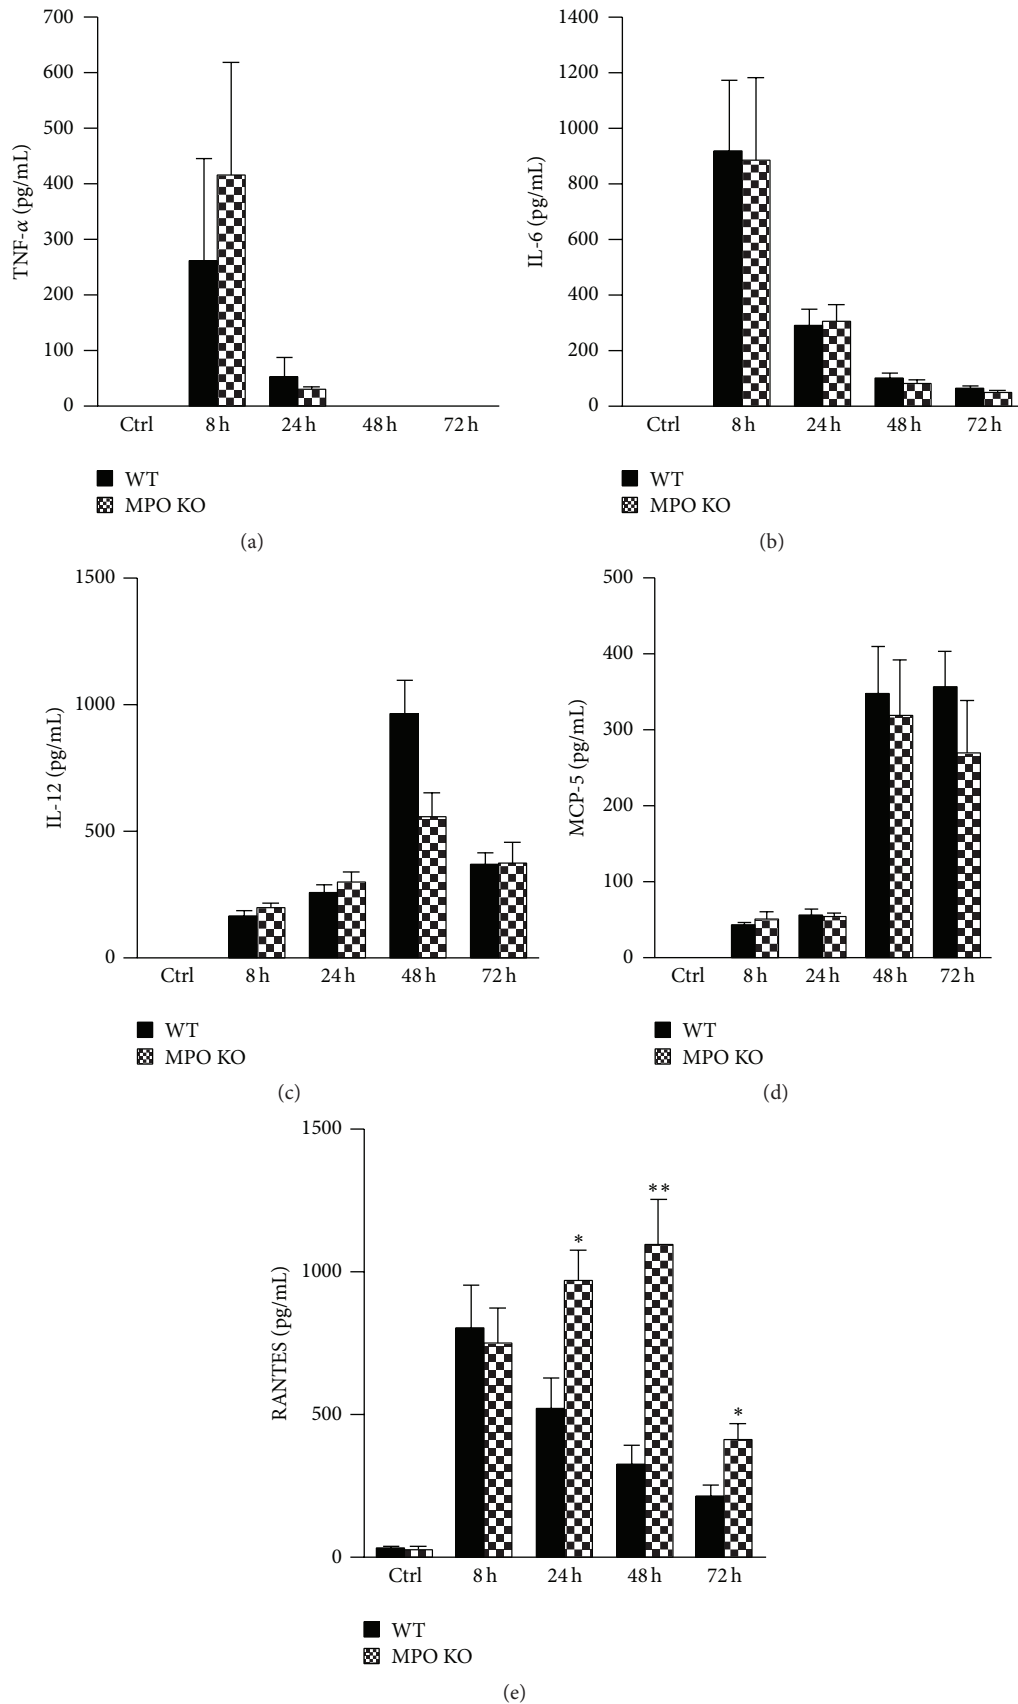 700
600
500
400
300
200
100
0
TNF-α (pg/mL)
Ctrl 8 h 24 h 48 h 72 h
WT
MPO KO
(a)
1400
1200
1000
800
600
400
200
0
IL-6 (pg/mL)
Ctrl 8 h 24 h 48 h 72 h
WT
MPO KO
(b)
1500
1000
500
0
IL-12 (pg/mL)
Ctrl 8 h 24 h 48 h 72 h
WT
MPO KO
(c)
500
400
300
200
100
0
MCP-5 (pg/mL)
Ctrl 8 h 24 h 48 h 72 h
WT
MPO KO
(d)
1500
1000
500
0
RANTES (pg/mL)
*
**
*
Ctrl 8 h 24 h 48 h 72 h
WT
MPO KO
(e)